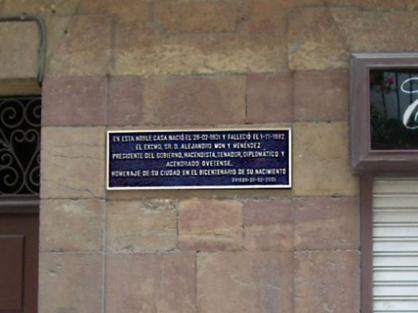 EN ESTA NOBLE CASA NACIÓ EL 26-02-1801 Y FALLECIÓ EL 1-11-1882
EL EXCMO. SR. D. ALEJANDRO MON Y MENÉNDEZ
PRESIDENTE DEL GOBIERNO, HACENDISTA, SENADOR, DIPLOMÁTICO Y
ACENDRADO OVETENSE.
HOMENAJE DE SU CIUDAD EN EL BICENTENARIO DE SU NACIMIENTO
OVIEDO